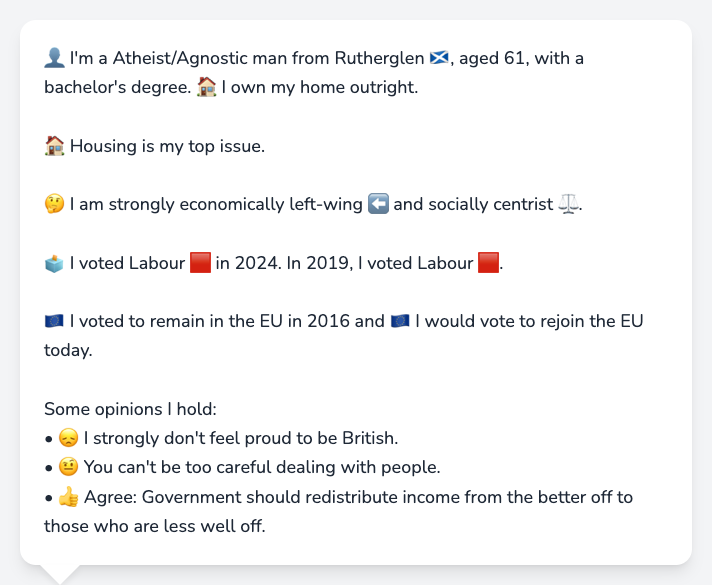 👤 I'm a Atheist/Agnostic man from Rutherglen 🏴󠁧󠁢󠁳󠁣󠁴󠁿, aged 61, with a
bachelor's degree. 🏠 I own my home outright.
🏠 Housing is my top issue.
🤔 I am strongly economically left-wing ⬅️ and socially centrist ⚖️.
🗳️ I voted Labour 🟥 in 2024. In 2019, I voted Labour 🟥.
🇪🇺 I voted to remain in the EU in 2016 and 🇪🇺 I would vote to rejoin the EU
today.
Some opinions I hold:
• 😞 I strongly don't feel proud to be British.
• 🤨 You can't be too careful dealing with people.
• 👍 Agree: Government should redistribute income from the better off to
those who are less well off.